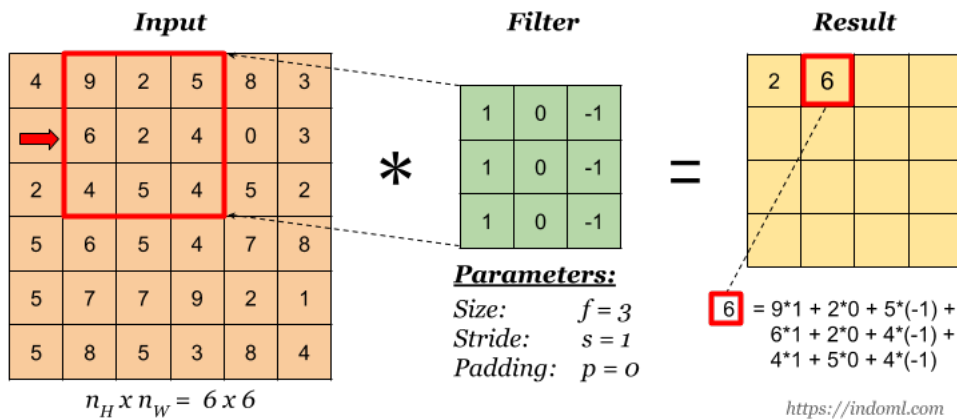 Input
Filter
Result
4 9 2 5 8 3
6 2 4 0 3
2 4 5 4 5 2
5 6 5 4 7 8
5 7 7 9 2 1
5 8 5 3 8 4
n_H x n_W = 6 x 6
*
1 0 -1
1 0 -1
1 0 -1
Parameters:
Size: f = 3
Stride: s = 1
Padding: p = 0
=
2 6
6 = 9*1 + 2*0 + 5*(-1) +
6*1 + 2*0 + 4*(-1) +
4*1 + 5*0 + 4*(-1)
https://indoml.com